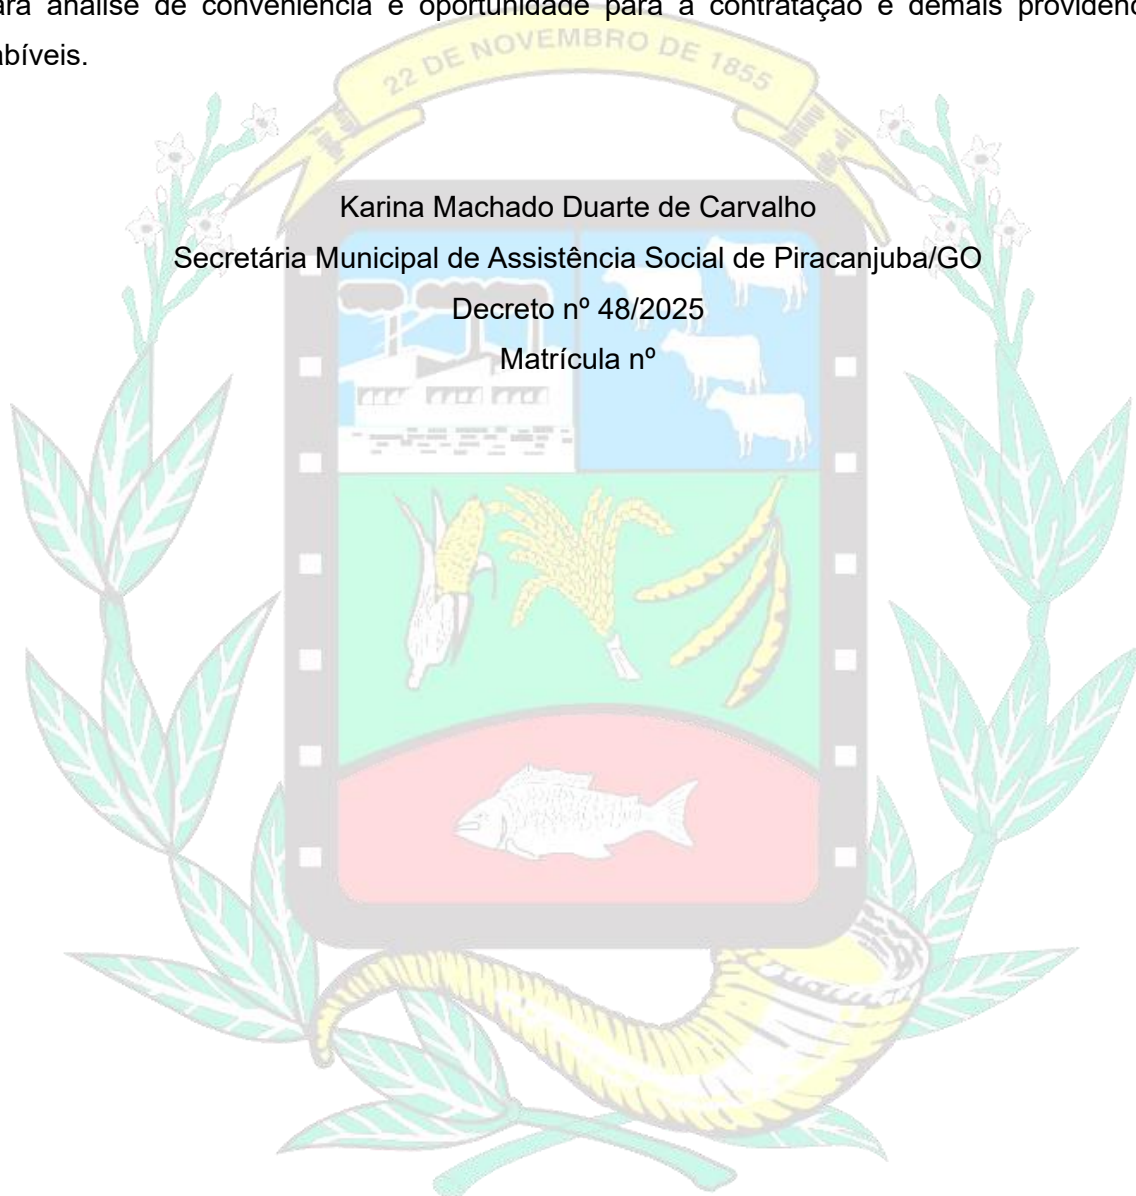 ara análise de conveniência e oportunidade para a contratação e demais providênc
abíveis.
22 DE NOVEMBRO DE 1855
Karina Machado Duarte de Carvalho
Secretária Municipal de Assistência Social de Piracanjuba/GO
Decreto nº 48/2025
Matrícula nº